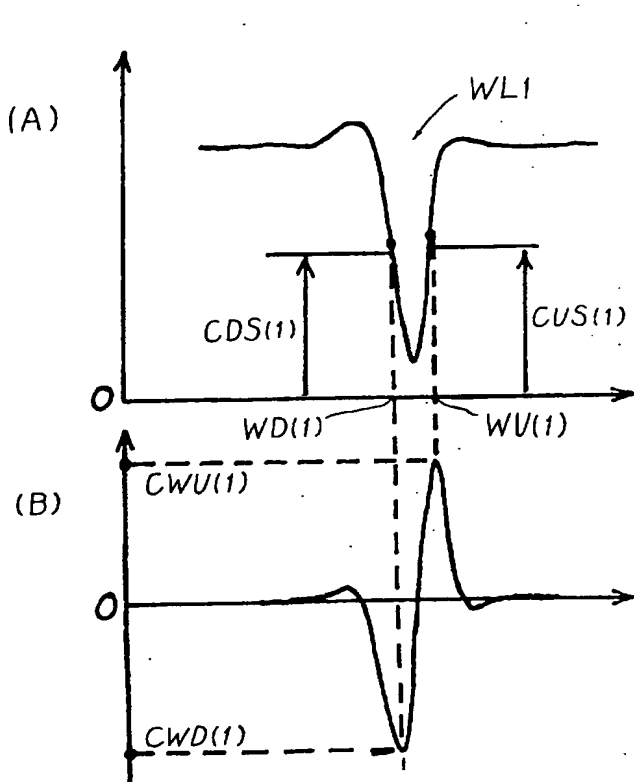 (A)
WL1
CDS(1)
CUS(1)
O
WD(1)
WU(1)
(B)
CWU(1)
O
CWD(1)